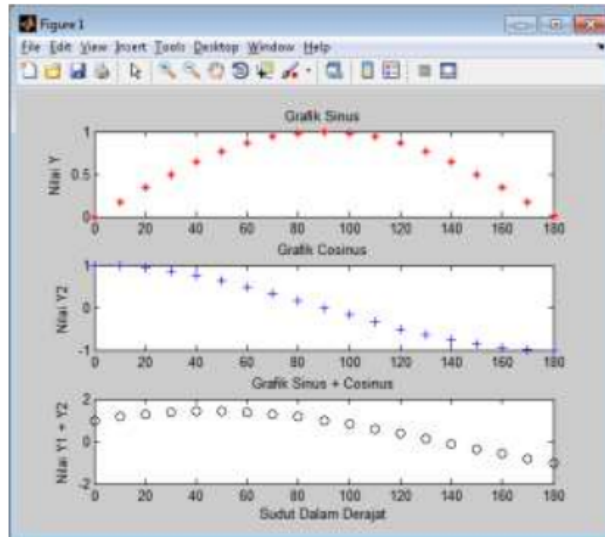 Figure 1
File Edit View Insert Tools Desktop Window Help
Grafik Sinus
1
0.5
0
Nilai Y
0 20 40 60 80 100 120 140 160 180
Grafik Cosinus
1
0
-1
Nilai Y2
0 20 40 60 80 100 120 140 160 180
Grafik Sinus + Cosinus
2
0
-2
Nilai Y1 + Y2
0 20 40 60 80 100 120 140 160 180
Sudut Dalam Derajat